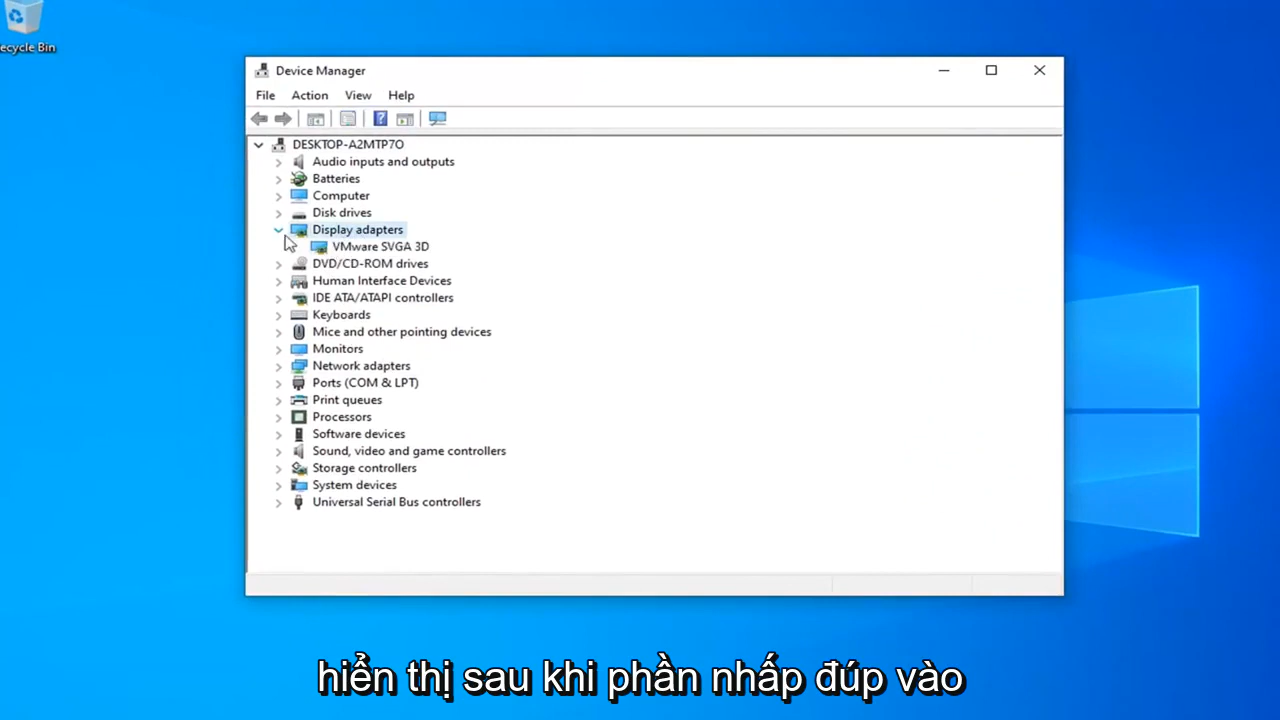 ecycle Bin
Device Manager
File Action View Help
DESKTOP-A2MTP7O
Audio inputs and outputs
Batteries
Computer
Disk drives
Display adapters
VMware SVGA 3D
DVD/CD-ROM drives
Human Interface Devices
IDE ATA/ATAPI controllers
Keyboards
Mice and other pointing devices
Monitors
Network adapters
Ports (COM & LPT)
Print queues
Processors
Software devices
Sound, video and game controllers
Storage controllers
System devices
Universal Serial Bus controllers
hiển thị sau khi phần nhấp đúp vào